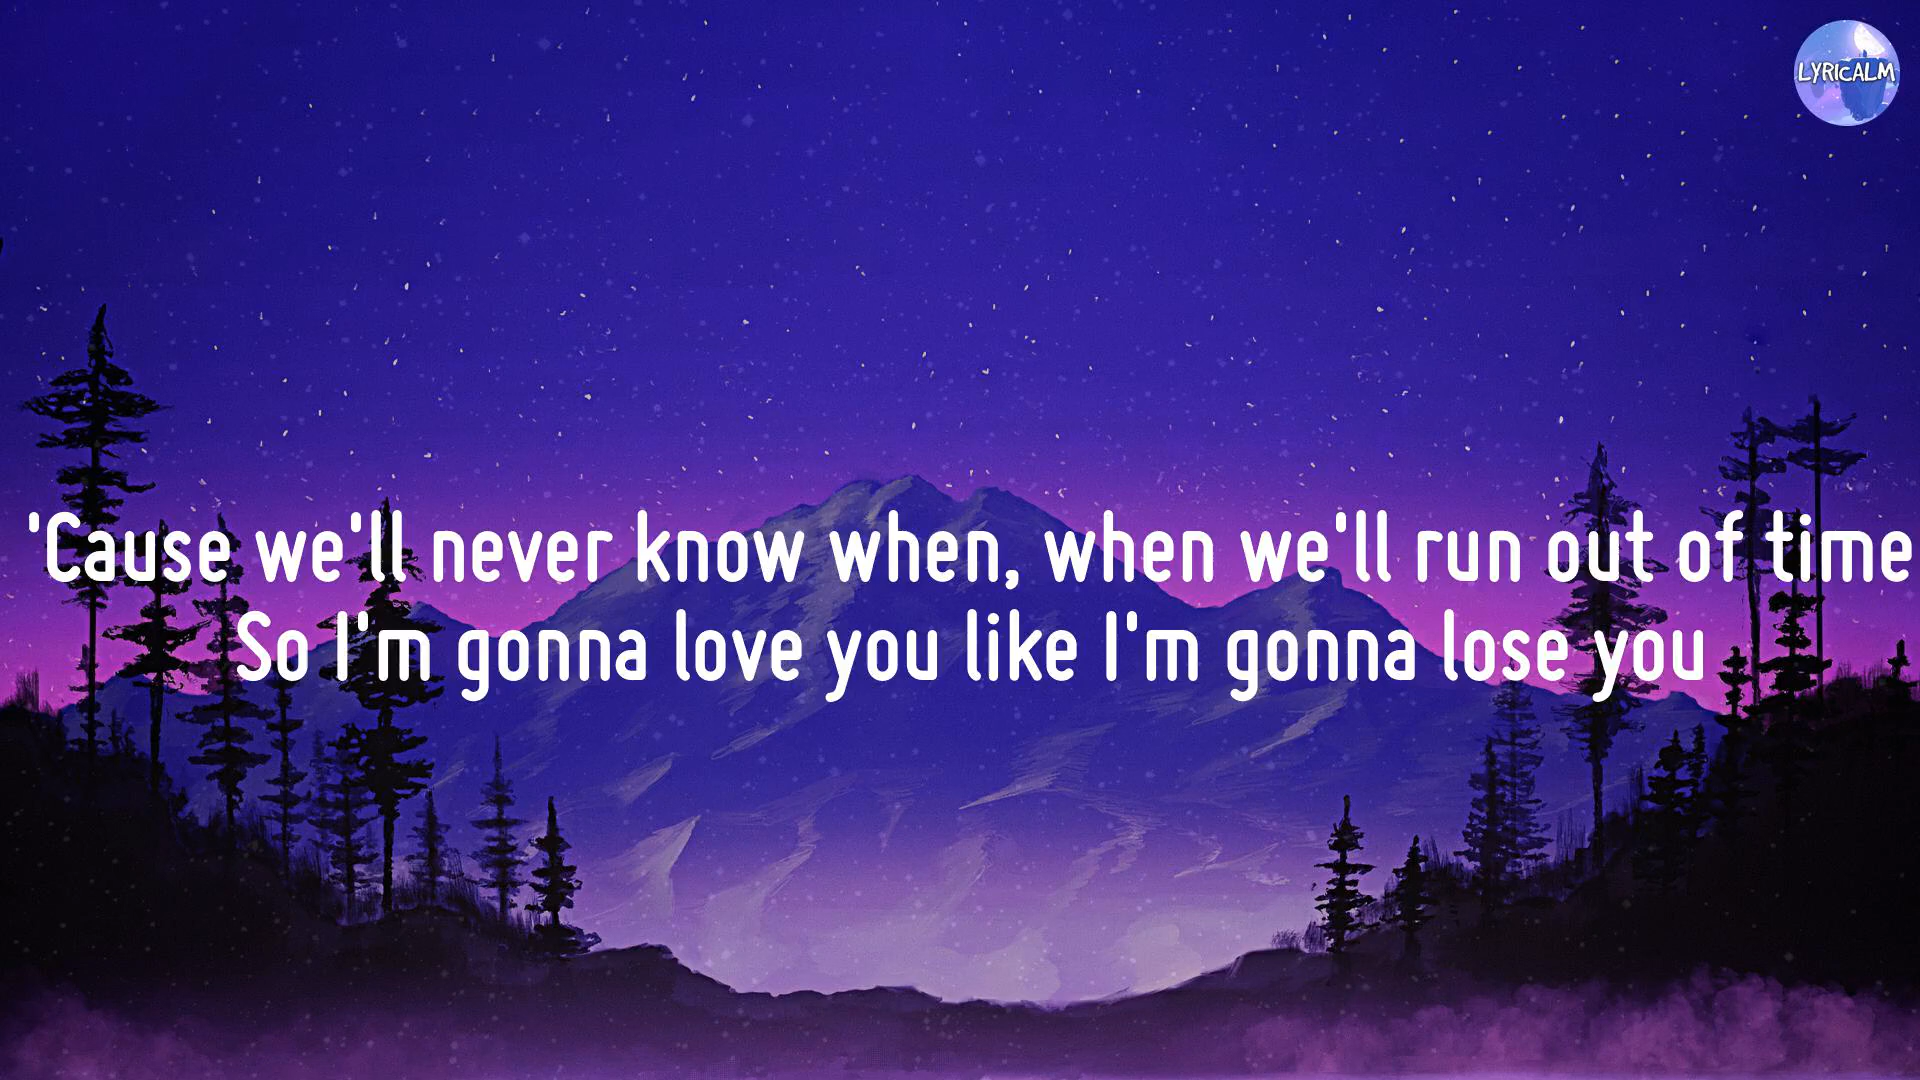 LYRICALM
'Cause we'll never know when, when we'll run out of time
So I'm gonna love you like I'm gonna lose you